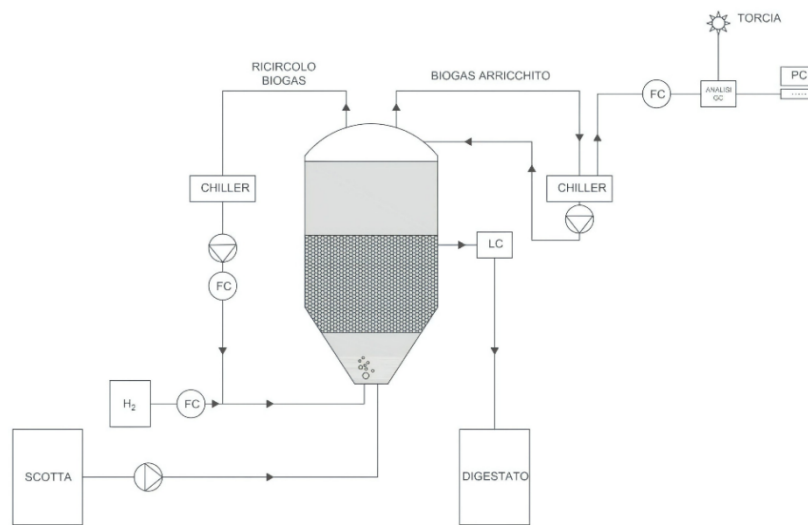 TORCIA
RICIRCOLO
BIOGAS
BIOGAS ARRICCHITO
PC
FC
ANALISI
GC
CHILLER
CHILLER
LC
FC
H₂
FC
SCOTTA
DIGESTATO